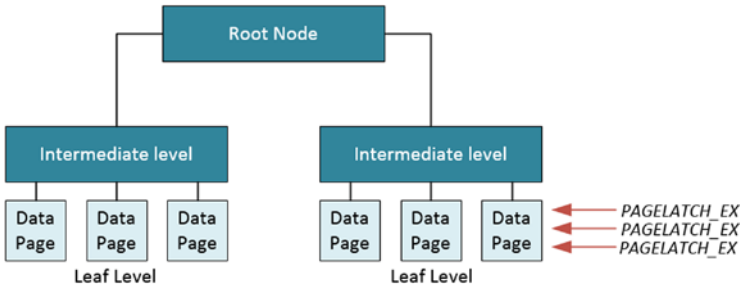 Root Node
Intermediate level
Intermediate level
Data
Page
Data
Page
Data
Page
Data
Page
Data
Page
Data
Page
PAGELATCH_EX
PAGELATCH_EX
PAGELATCH_EX
Leaf Level
Leaf Level